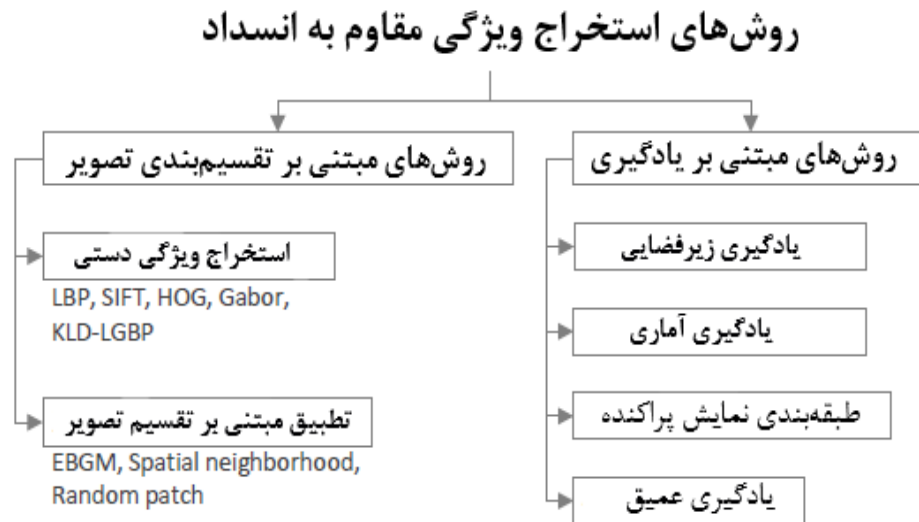 روش‌های استخراج ویژگی مقاوم به انسداد
روش‌های مبتنی بر یادگیری
یادگیری زیرفضایی
یادگیری آماری
طبقه‌بندی نمایش پراکنده
یادگیری عمیق
روش‌های مبتنی بر تقسیم‌بندی تصویر
استخراج ویژگی دستی
LBP, SIFT, HOG, Gabor,
KLD-LGBP
تطبیق مبتنی بر تقسیم تصویر
EBGM, Spatial neighborhood,
Random patch